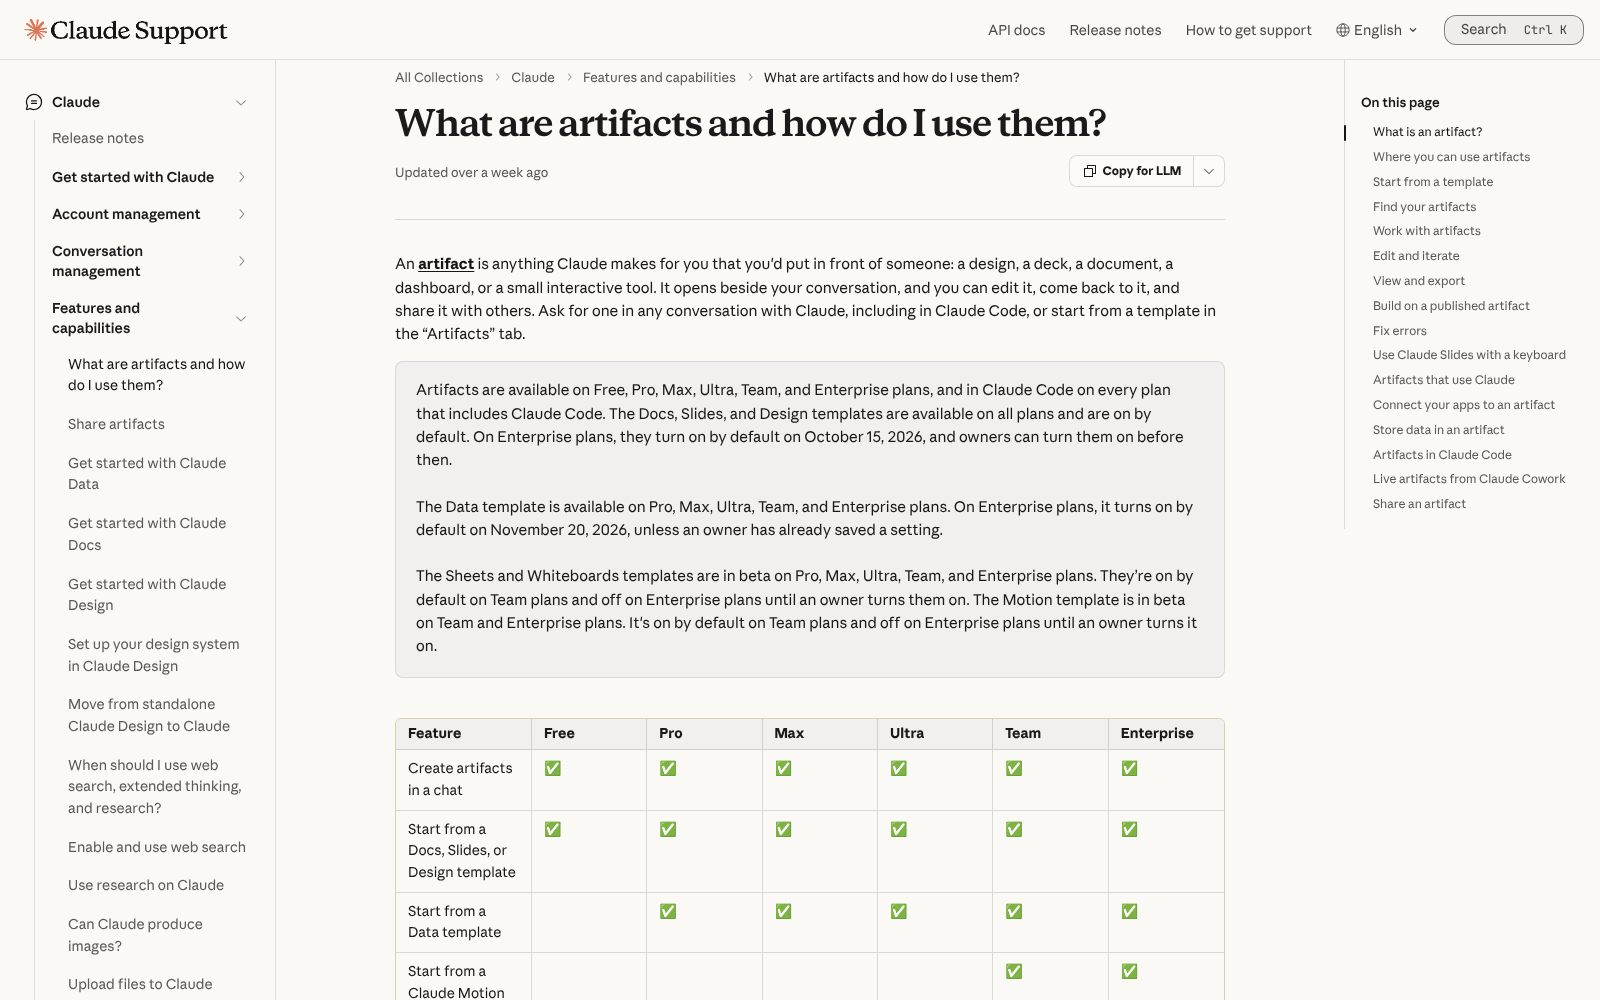 Claude Support
API docs
Release notes
How to get support
English
Search Ctrl K
Claude
Release notes
Get started with Claude
Account management
Conversation
management
Features and
capabilities
What are artifacts and how
do I use them?
Share artifacts
Get started with Claude
Data
Get started with Claude
Docs
Get started with Claude
Design
Set up your design system
in Claude Design
Move from standalone
Claude Design to Claude
When should I use web
search, extended thinking,
and research?
Enable and use web search
Use research on Claude
Can Claude produce
images?
Upload files to Claude
All Collections
Claude
Features and capabilities
What are artifacts and how do I use them?
What are artifacts and how do I use them?
Updated over a week ago
Copy for LLM
An artifact is anything Claude makes for you that you'd put in front of someone: a design, a deck, a document, a
dashboard, or a small interactive tool. It opens beside your conversation, and you can edit it, come back to it, and
share it with others. Ask for one in any conversation with Claude, including in Claude Code, or start from a template in
the “Artifacts” tab.
Artifacts are available on Free, Pro, Max, Ultra, Team, and Enterprise plans, and in Claude Code on every plan
that includes Claude Code. The Docs, Slides, and Design templates are available on all plans and are on by
default. On Enterprise plans, they turn on by default on October 15, 2026, and owners can turn them on before
then.
The Data template is available on Pro, Max, Ultra, Team, and Enterprise plans. On Enterprise plans, it turns on by
default on November 20, 2026, unless an owner has already saved a setting.
The Sheets and Whiteboards templates are in beta on Pro, Max, Ultra, Team, and Enterprise plans. They’re on by
default on Team plans and off on Enterprise plans until an owner turns them on. The Motion template is in beta
on Team and Enterprise plans. It's on by default on Team plans and off on Enterprise plans until an owner turns it
on.
Feature Free Pro Max Ultra Team Enterprise
Create artifacts ✅ ✅ ✅ ✅ ✅ ✅
in a chat
Start from a ✅ ✅ ✅ ✅ ✅ ✅
Docs, Slides, or
Design template
Start from a ✅ ✅ ✅ ✅ ✅
Data template
Start from a ✅ ✅
Claude Motion
On this page
What is an artifact?
Where you can use artifacts
Start from a template
Find your artifacts
Work with artifacts
Edit and iterate
View and export
Build on a published artifact
Fix errors
Use Claude Slides with a keyboard
Artifacts that use Claude
Connect your apps to an artifact
Store data in an artifact
Artifacts in Claude Code
Live artifacts from Claude Cowork
Share an artifact